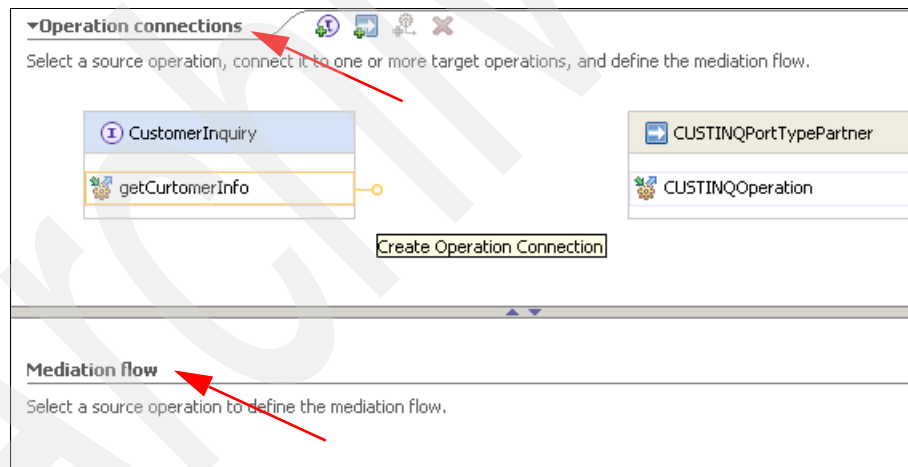 Operation connections
Select a source operation, connect it to one or more target operations, and define the mediation flow.
CustomerInquiry
CUSTINQPortTypePartner
getCurtomerInfo
CUSTINQOperation
Create Operation Connection
Mediation flow
Select a source operation to define the mediation flow.